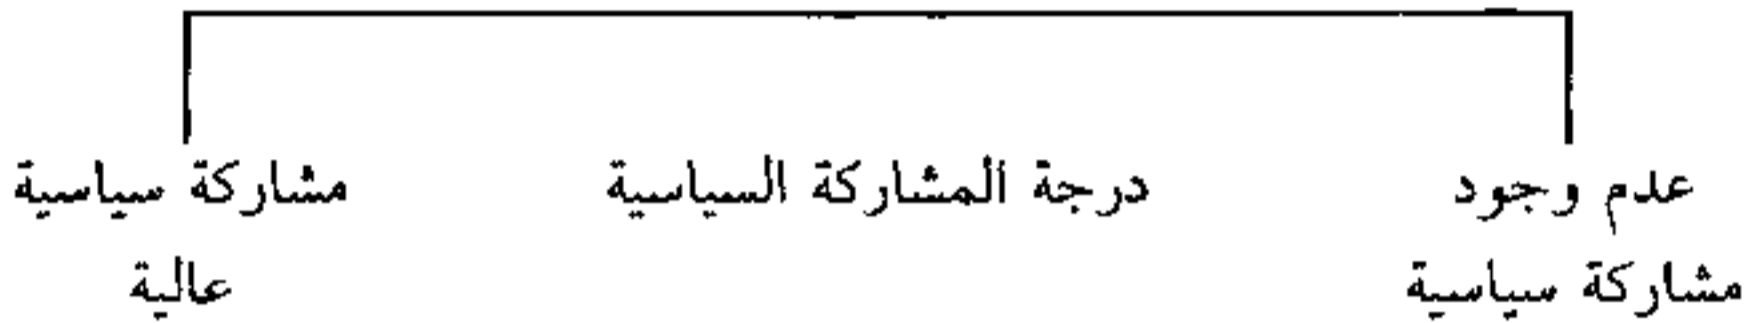 عدم وجود
مشاركة سياسية
درجة المشاركة السياسية
مشاركة سياسية
عالية